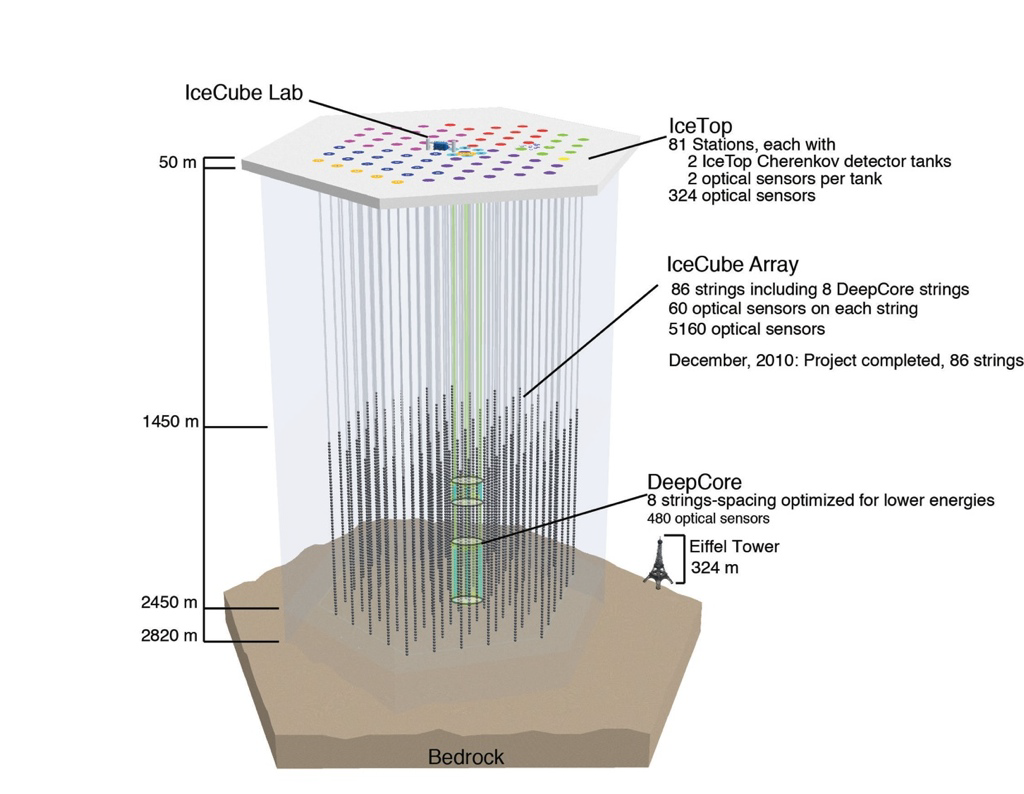 IceCube Lab
50 m
IceTop
81 Stations, each with
2 IceTop Cherenkov detector tanks
2 optical sensors per tank
324 optical sensors
IceCube Array
86 strings including 8 DeepCore strings
60 optical sensors on each string
5160 optical sensors
December, 2010: Project completed, 86 strings
1450 m
DeepCore
8 strings-spacing optimized for lower energies
480 optical sensors
Eiffel Tower
324 m
2450 m
2820 m
Bedrock